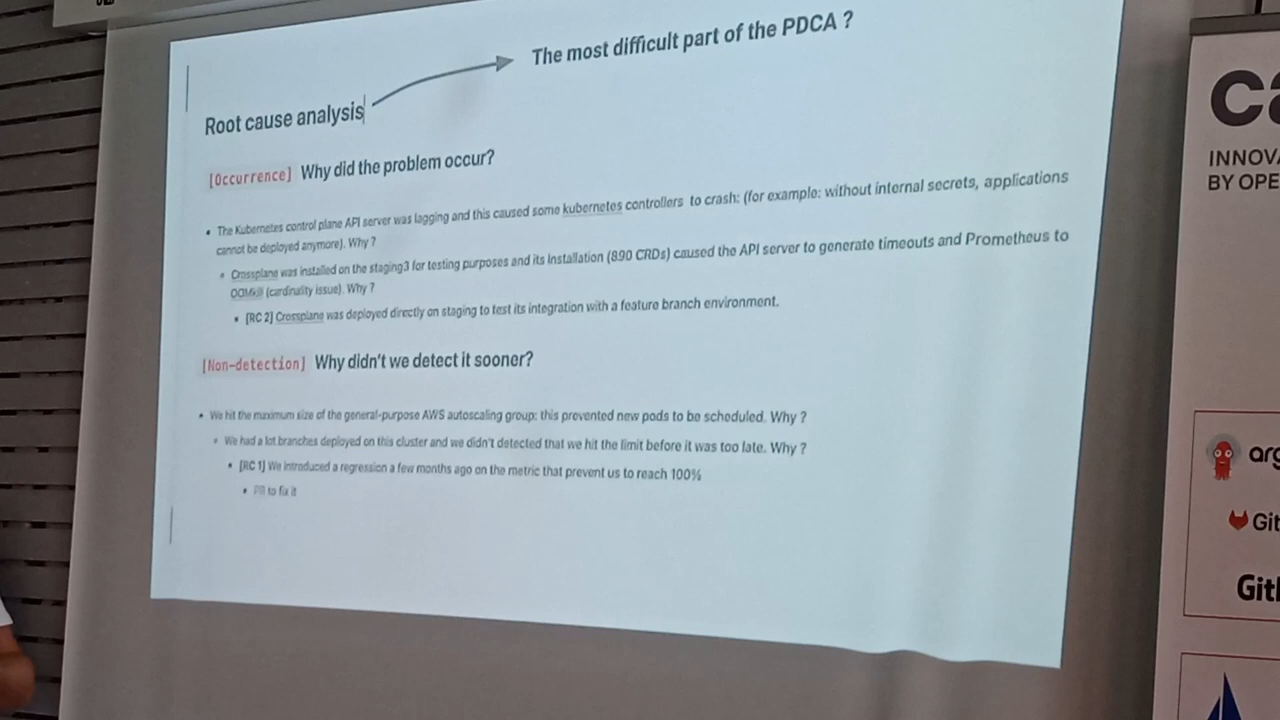 The most difficult part of the PDCA ?
Root cause analysis
[Occurrence] Why did the problem occur?
• The Kubernetes control plane API server was lagging and this caused some kubernetes controllers to crash: (for example: without internal secrets, applications
cannot be deployed anymore). Why ?
Crossplane was installed on the staging3 for testing purposes and its Installation (890 CRDs) caused the API server to generate timeouts and Prometheus to
OOMkill (cardinality issue). Why ?
▪ [RC 2] Crossplane was deployed directly on staging to test its integration with a feature branch environment.
[Non-detection] Why didn't we detect it sooner?
• We hit the maximum size of the general-purpose AWS autoscaling group: this prevented new pods to be scheduled. Why ?
We had a lot branches deployed on this cluster and we didn't detected that we hit the limit before it was too late. Why ?
▪ [RC 1] We introduced a regression a few months ago on the metric that prevent us to reach 100%
▪ PR to fix it
INNOV
BY OPE
arg
Git
Git